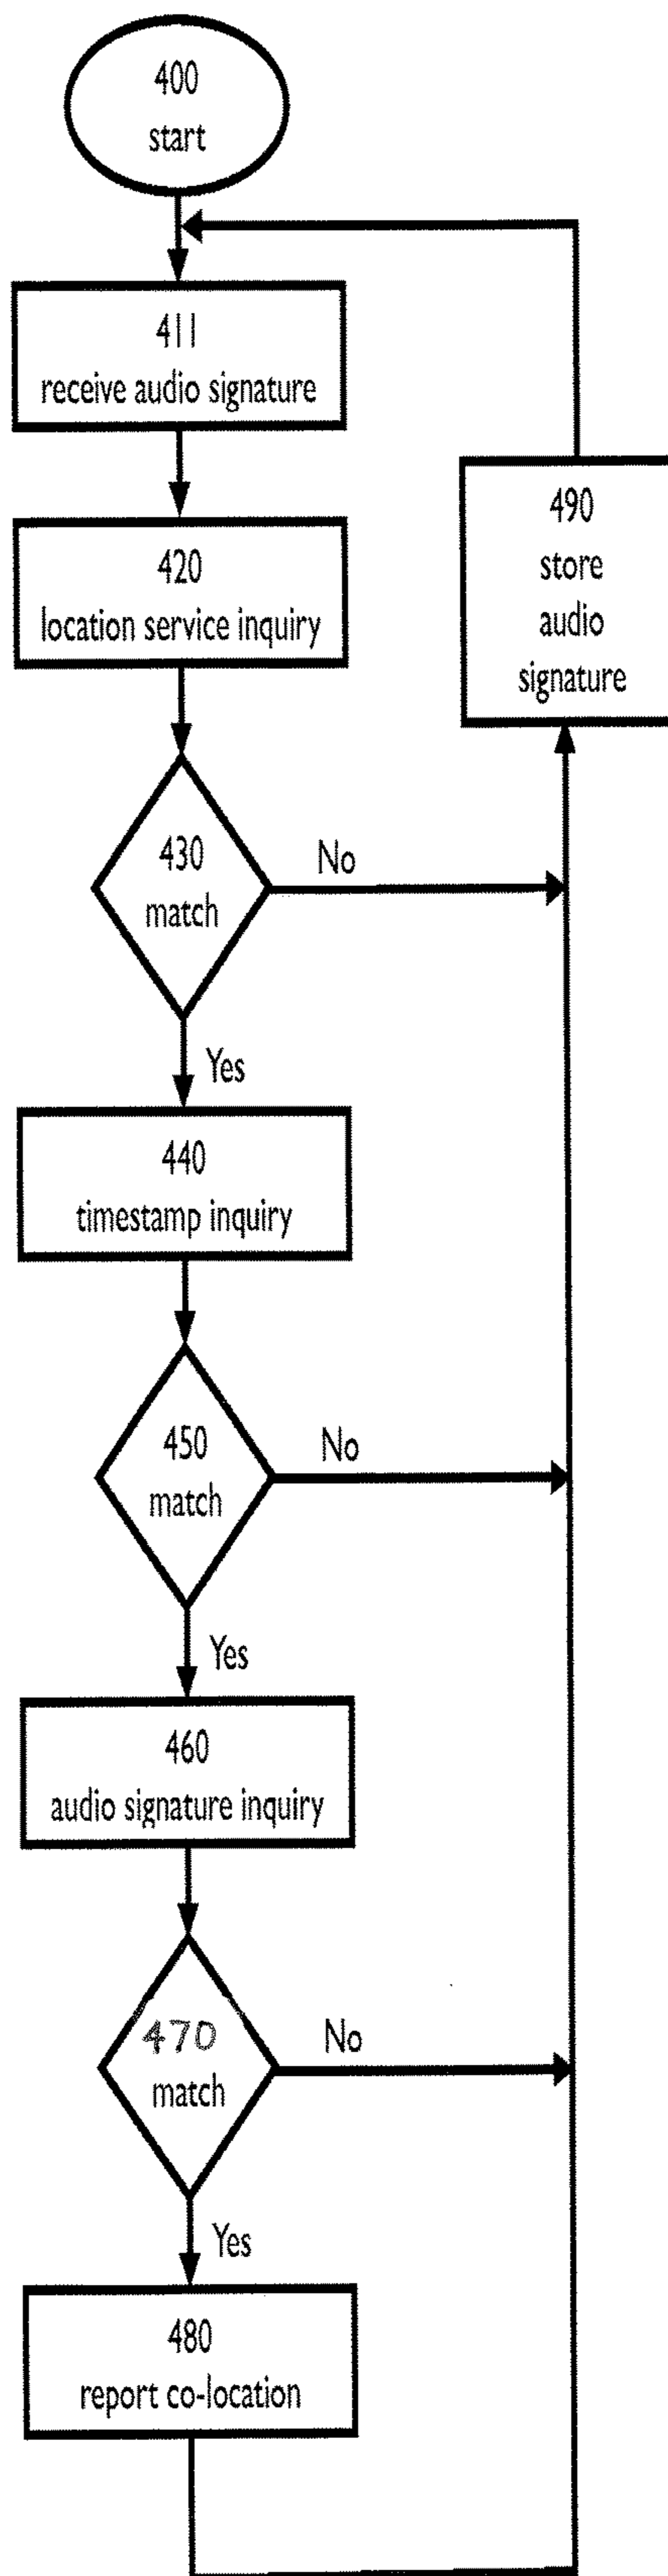 400
start
411
receive audio signature
420
location service inquiry
430
match
No
Yes
440
timestamp inquiry
450
match
No
Yes
460
audio signature inquiry
470
match
No
Yes
480
report co-location
490
store
audio
signature